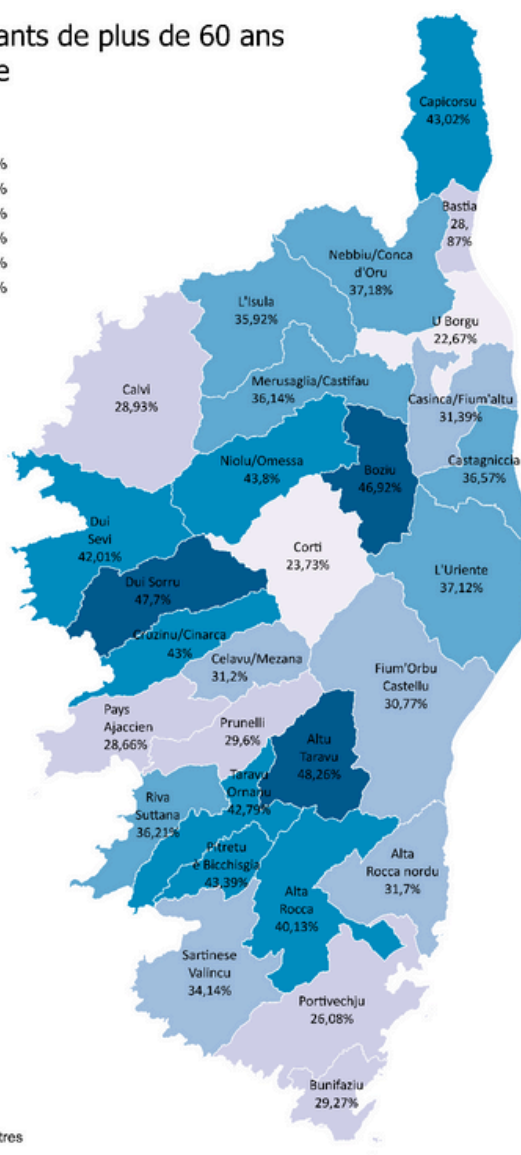 ants de plus de 60 ans
e
%
%
%
%
%
%
Capicorsu
43,02%
Bastia
28,
87%
Nebbiu/Conca
d'Oru
37,18%
L'Isula
35,92%
U Borgu
22,67%
Merusaglia/Castifau
36,14%
Calvi
28,93%
Casinca/Fium'altu
31,39%
Castagniccia
36,57%
Niolu/Omessa
43,8%
Boziu
46,92%
Dui
Sevi
42,01%
Corti
23,73%
L'Uriente
37,12%
Dui Sorru
47,7%
Cruzinu/Cinarca
43%
Celavu/Mezana
31,2%
Fium'Orbu
Castellu
30,77%
Pays
Ajaccien
28,66%
Prunelli
29,6%
Altu
Taravu
48,26%
Taravu
Ornanu
42,79%
Riva
Suttana
36,21%
Pitretu
è Bicchisgià
43,39%
Alta
Rocca nordu
31,7%
Alta
Rocca
40,13%
Sartinese
Valincu
34,14%
Portivechju
26,08%
Bunifaziu
29,27%
tres